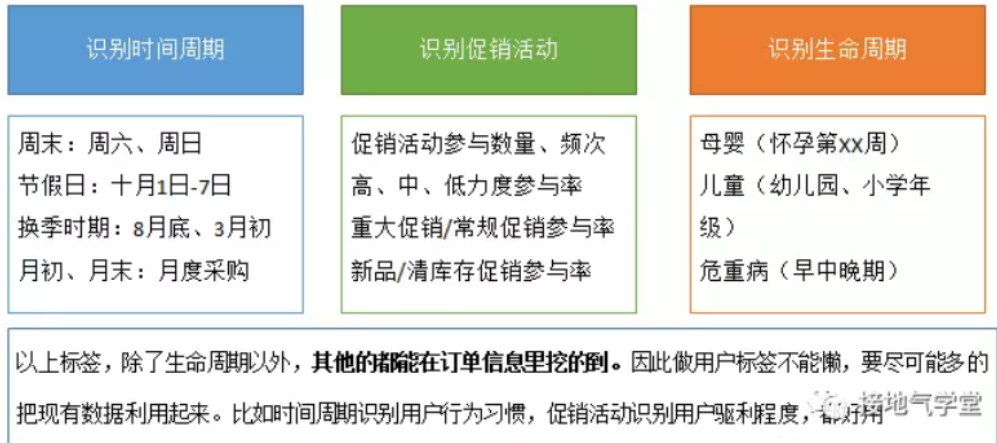 识别时间周期
识别促销活动
识别生命周期
周末：周六、周日
节假日：十月1日-7日
换季时期：8月底、3月初
月初、月末：月度采购
促销活动参与数量、频次
高、中、低力度参与率
重大促销/常规促销参与率
新品/清库存促销参与率
母婴（怀孕第XX周）
儿童（幼儿园、小学年
级）
危重病（早中晚期）
以上标签，除了生命周期以外，其他的都能在订单信息里挖的到。因此做用户标签不能懒，要尽可能多的
把现有数据利用起来。比如时间周期识别用户行为习惯，促销活动识别用户驱利程度，都好用
接地气学堂